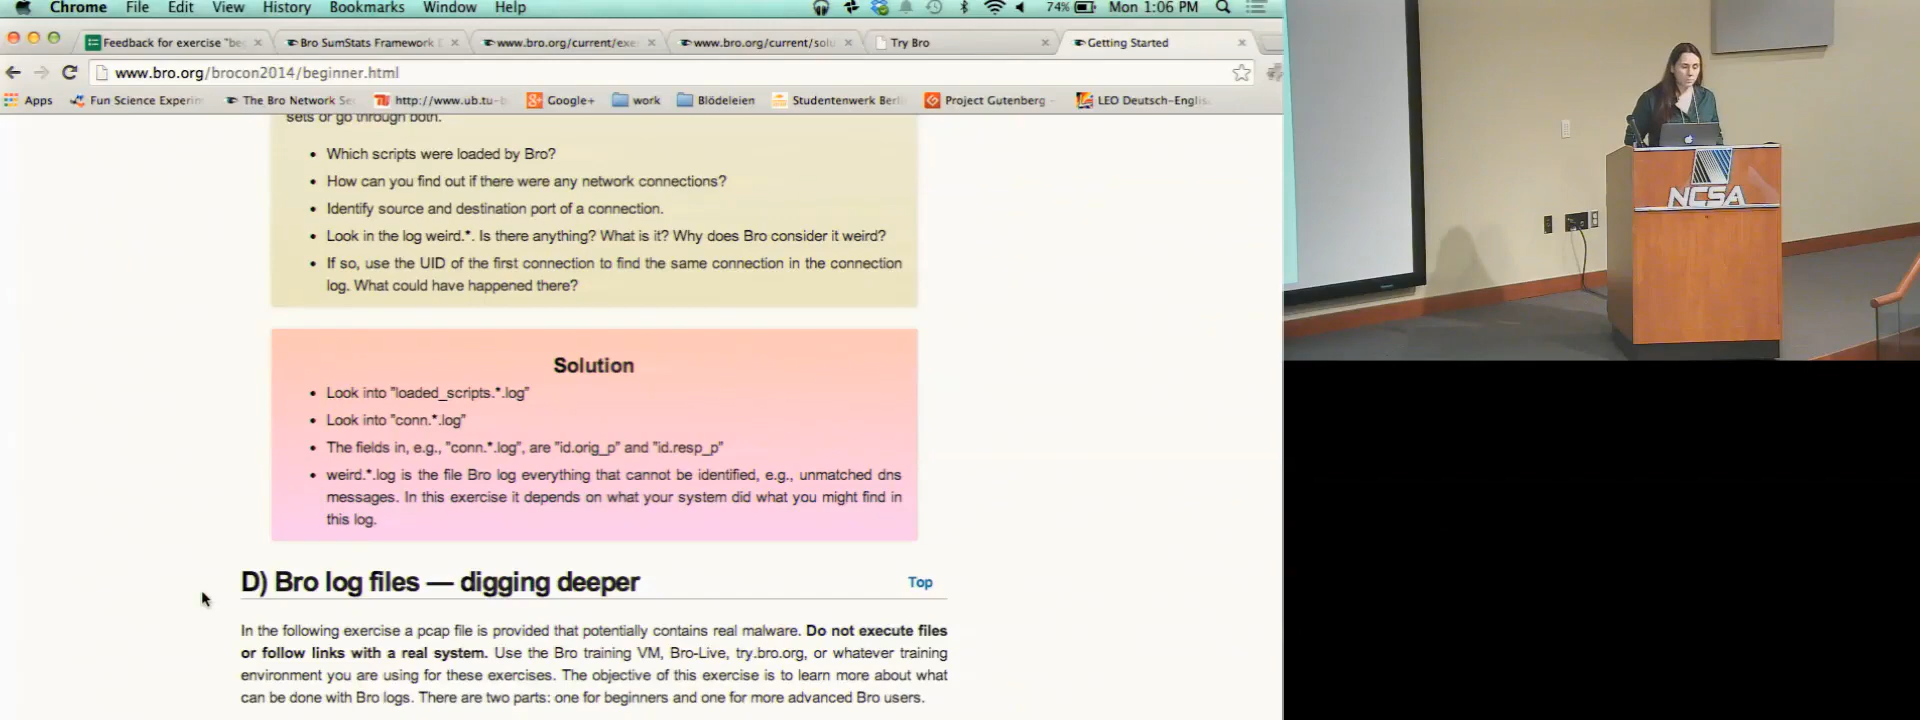 Chrome File Edit View History Bookmarks Window Help 74% Mon 1:06 PM
Feedback for exercise "be Bro SumStats Framework www.bro.org/current/exe www.bro.org/current/solu Try Bro Getting Started
www.bro.org/brocon2014/beginner.html
Apps Fun Science Experim The Bro Network Se http://www.ub.tu-b Google+ work Blödeleien Studentenwerk Berl Project Gutenberg LEO Deutsch-Englis
sets or go through both.
• Which scripts were loaded by Bro?
• How can you find out if there were any network connections?
• Identify source and destination port of a connection.
• Look in the log weird.*. Is there anything? What is it? Why does Bro consider it weird?
• If so, use the UID of the first connection to find the same connection in the connection
log. What could have happened there?
Solution
• Look into "loaded_scripts.*.log"
• Look into "conn.*.log"
• The fields in, e.g., "conn.*.log", are "id.orig_p" and "id.resp_p"
• weird.*.log is the file Bro log everything that cannot be identified, e.g., unmatched dns
messages. In this exercise it depends on what your system did what you might find in
this log.
D) Bro log files — digging deeper Top
In the following exercise a pcap file is provided that potentially contains real malware. Do not execute files
or follow links with a real system. Use the Bro training VM, Bro-Live, try.bro.org, or whatever training
environment you are using for these exercises. The objective of this exercise is to learn more about what
can be done with Bro logs. There are two parts: one for beginners and one for more advanced Bro users.
NCSA